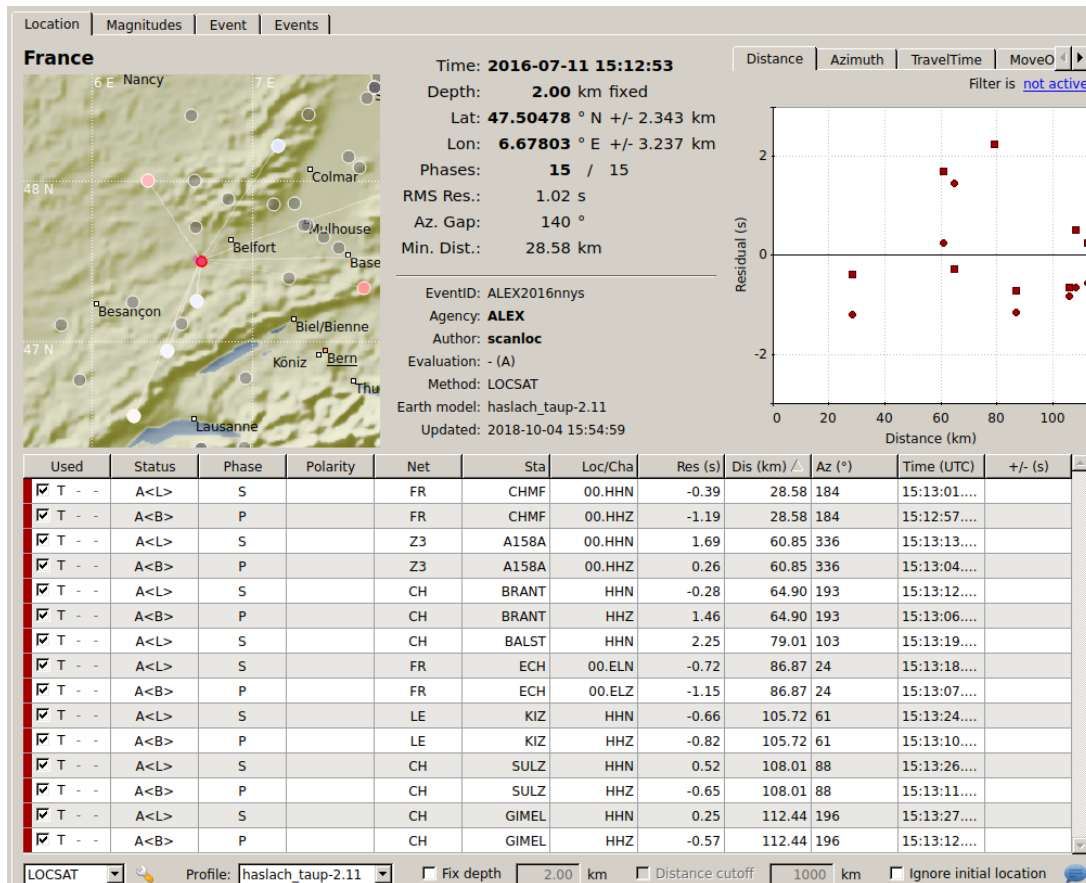 Location Magnitudes Event Events
France
6 E Nancy 7 E
Colmar
48 N
Mulhouse
Belfort
Base
Besançon
Biel/Bienne
47 N
Köniz Bern
Thu
Lausanne
Time: 2016-07-11 15:12:53
Depth: 2.00 km fixed
Lat: 47.50478 ° N +/- 2.343 km
Lon: 6.67803 ° E +/- 3.237 km
Phases: 15 / 15
RMS Res.: 1.02 s
Az. Gap: 140 °
Min. Dist.: 28.58 km
EventID: ALEX2016nnys
Agency: ALEX
Author: scanloc
Evaluation: - (A)
Method: LOCSAT
Earth model: haslach_taup-2.11
Updated: 2018-10-04 15:54:59
Distance Azimuth TravelTime MoveO
Filter is not active
2
0
-2
Residual (s)
0 20 40 60 80 100
Distance (km)
Used Status Phase Polarity Net Sta Loc/Cha Res (s) Dis (km) Az (°) Time (UTC) +/- (s)
T - - A<L> S FR CHMF 00.HHN -0.39 28.58 184 15:13:01....
T - - A<B> P FR CHMF 00.HHZ -1.19 28.58 184 15:12:57....
T - - A<L> S Z3 A158A 00.HHN 1.69 60.85 336 15:13:13....
T - - A<B> P Z3 A158A 00.HHZ 0.26 60.85 336 15:13:04....
T - - A<L> S CH BRANT HHN -0.28 64.90 193 15:13:12....
T - - A<B> P CH BRANT HHZ 1.46 64.90 193 15:13:06....
T - - A<L> S CH BALST HHN 2.25 79.01 103 15:13:19....
T - - A<L> S FR ECH 00.ELN -0.72 86.87 24 15:13:18....
T - - A<B> P FR ECH 00.ELZ -1.15 86.87 24 15:13:07....
T - - A<L> S LE KIZ HHN -0.66 105.72 61 15:13:24....
T - - A<B> P LE KIZ HHZ -0.82 105.72 61 15:13:10....
T - - A<L> S CH SULZ HHN 0.52 108.01 88 15:13:26....
T - - A<B> P CH SULZ HHZ -0.65 108.01 88 15:13:11....
T - - A<L> S CH GIMEL HHN 0.25 112.44 196 15:13:27....
T - - A<B> P CH GIMEL HHZ -0.57 112.44 196 15:13:12....
LOCSAT Profile: haslach_taup-2.11 Fix depth 2.00 km Distance cutoff 1000 km Ignore initial location